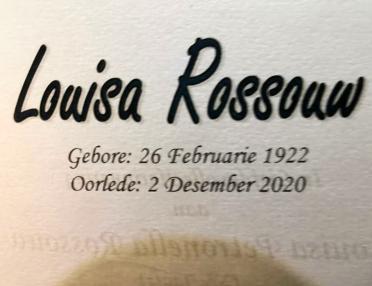 Louisa Rossouw
Gebore: 26 Februarie 1922
Oorlede: 2 Desember 2020